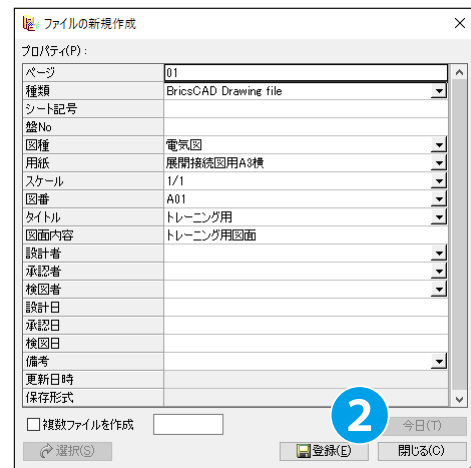 ファイルの新規作成
プロパティ(P):
ページ 01
種類 BricsCAD Drawing file
シート記号
盤No
図種 電気図
用紙 展開接続図用A3横
スケール 1/1
図番 A01
タイトル トレーニング用
図面内容 トレーニング用図面
設計者
承認者
検図者
設計日
承認日
検図日
備考
更新日時
保存形式
複数ファイルを作成 2 今日(T)
選択(S) 登録(E) 閉じる(C)